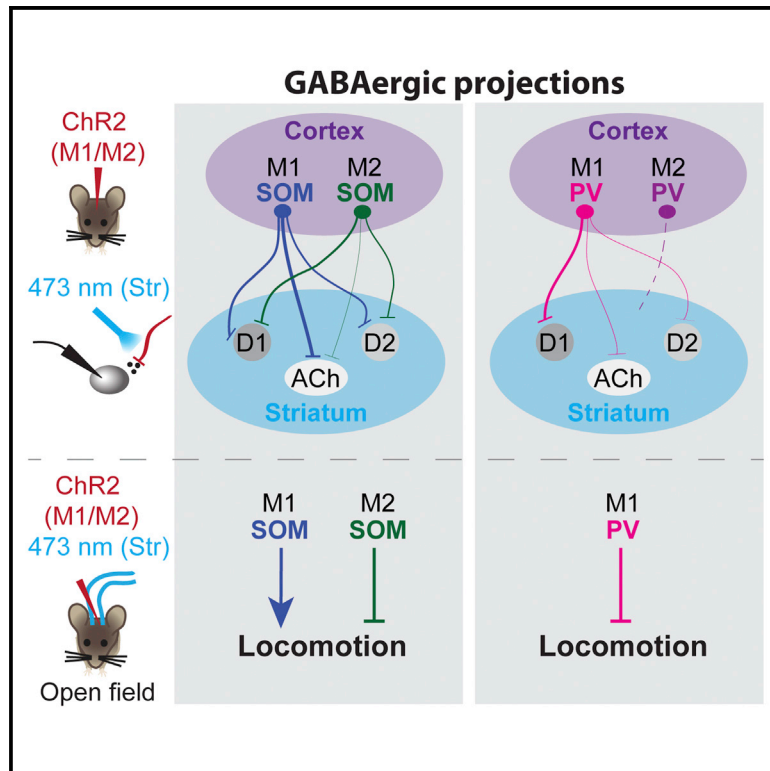 GABAergic projections
ChR2
(M1/M2)
473 nm (Str)
Cortex
M1 M2
SOM SOM
D1 D2
ACh
Striatum
Cortex
M1 M2
PV PV
D1 D2
ACh
Striatum
ChR2
(M1/M2)
473 nm (Str)
Open field
M1 M2
SOM SOM
Locomotion
M1
PV
Locomotion